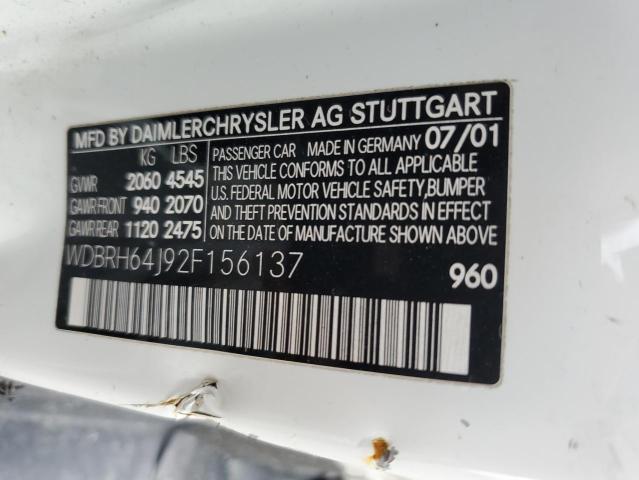 MFD BY DAIMLERCHRYSLER AG STUTTGART
KG LBS
GVWR 2060 4545
GAWR FRONT 940 2070
GAWR REAR 1120 2475
PASSENGER CAR MADE IN GERMANY 07/01
THIS VEHICLE CONFORMS TO ALL APPLICABLE
U.S. FEDERAL MOTOR VEHICLE SAFETY, BUMPER
AND THEFT PREVENTION STANDARDS IN EFFECT
ON THE DATE OF MANUFACTURE SHOWN ABOVE
WDBRH64J92F156137
960